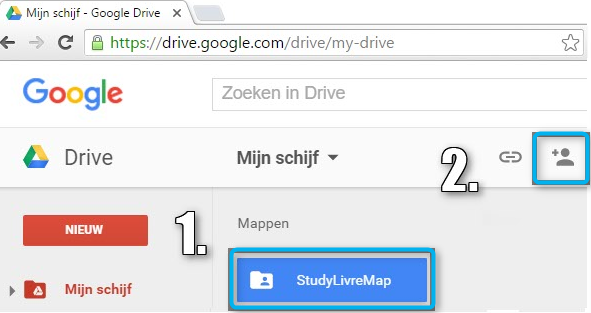 Mijn schijf - Google Drive
https://drive.google.com/drive/my-drive
Google
Zoeken in Drive
Drive
Mijn schijf
2.
NIEUW
1.
Mappen
Mijn schijf
StudyLivreMap